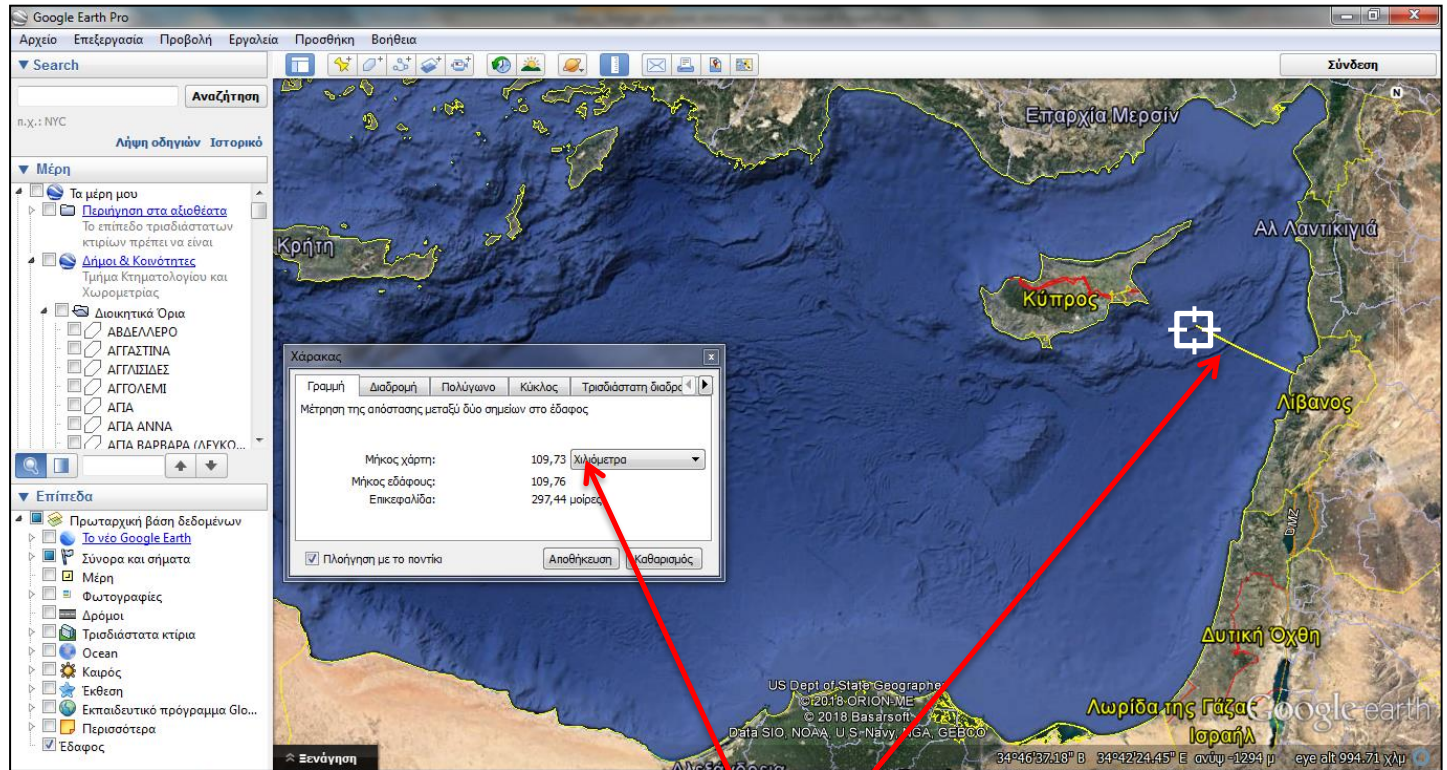 Google Earth Pro
Αρχείο Επεξεργασία Προβολή Εργαλεία Προσθήκη Βοήθεια
▼ Search
Σύνδεση
Αναζήτηση
π.χ.: NYC
Λήψη οδηγιών Ιστορικό
▼ Μέρη
Τα μέρη μου
Περιήγηση στα αξιοθέατα
Το επίπεδο τρισδιάστατων
κτιρίων πρέπει να είναι
Δήμοι & Κοινότητες
Τμήμα Κτηματολογίου και
Χωρομετρίας
Διοικητικά Όρια
ΑΒΔΕΛΛΕΡΟ
ΑΓΓΑΣΤΙΝΑ
ΑΓΓΛΙΣΙΔΕΣ
ΑΓΓΟΛΕΜΙ
ΑΓΙΑ
ΑΓΙΑ ΑΝΝΑ
ΑΓΙΑ ΒΑΡΒΑΡΑ (ΛΕΥΚΟ...
▼ Επίπεδα
Πρωταρχική βάση δεδομένων
Το νέο Google Earth
Σύνορα και σήματα
Μέρη
Φωτογραφίες
Δρόμοι
Τρισδιάστατα κτίρια
Ocean
Καιρός
Έκθεση
Εκπαιδευτικό πρόγραμμα Glo...
Περισσότερα
Έδαφος
N
Επαρχία Μερσίν
Αλ Λαντικιγιά
Κρήτη
Κύπρος
Λίβανος
Χάρακας
Γραμμή Διαδρομή Πολύγωνο Κύκλος Τρισδιάστατη διαδρο
Μέτρηση της απόστασης μεταξύ δύο σημείων στο έδαφος
Μήκος χάρτη: 109,73 Χιλιόμετρα
Μήκος εδάφους: 109,76
Επικεφαλίδα: 297,44 μοίρες
Πλοήγηση με το ποντίκι Αποθήκευση Καθαρισμός
DMZ
Δυτική Όχθη
Λωρίδα της Γάζας
Ισραήλ
US Dept of State Geographer
© 2018 ORION-ME
© 2018 Basarsoft
Data SIO, NOAA, U.S. Navy, NGA, GEBCO
Google earth
Ξενάγηση
Αλεξάνδρεια
34°46'37.18" Β 34°42'24.45" Ε ανύψ -1294 μ eye alt 994.71 χλμ